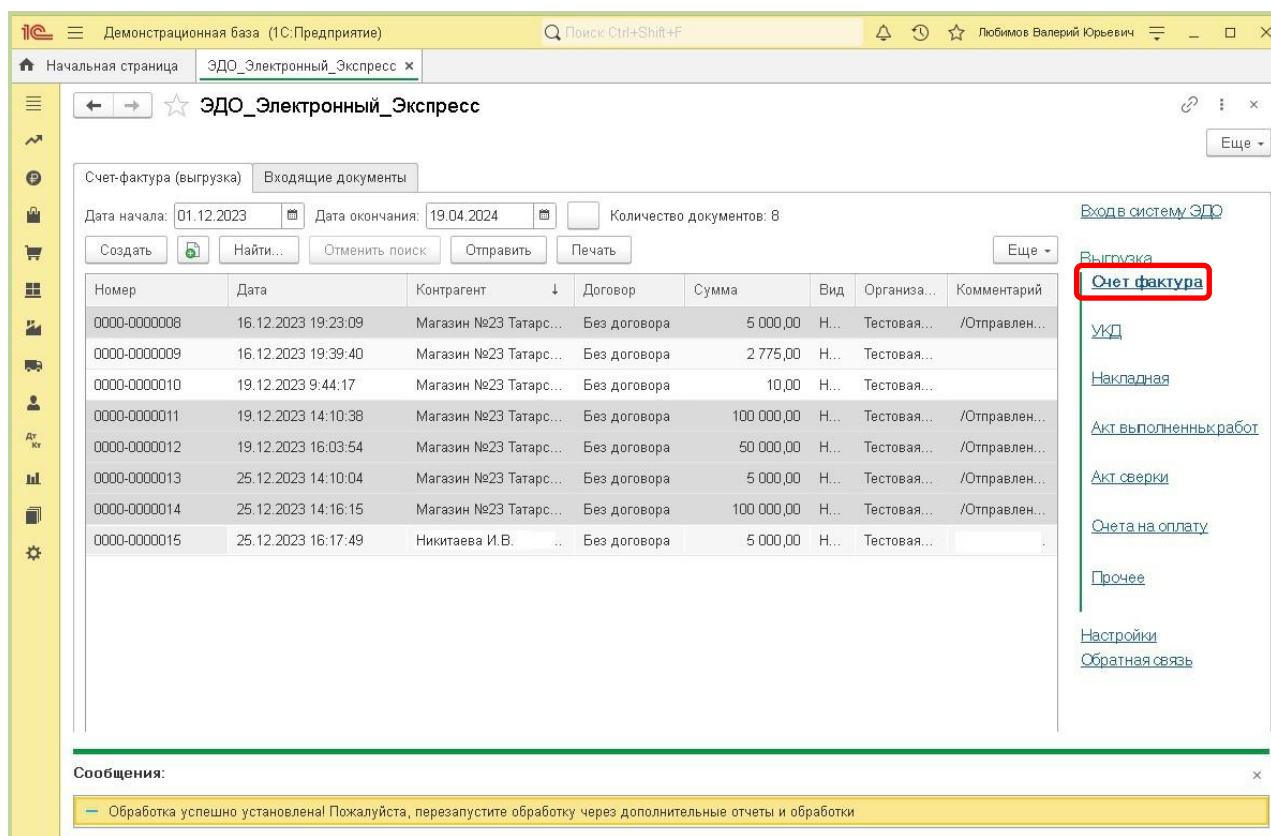 1С Демонстрационная база (1С:Предприятие) Поиск Ctrl+Shift+F Любимов Валерий Юрьевич
Начальная страница ЭДО_Электронный_Экспресс ×
ЭДО_Электронный_Экспресс
Еще
Счет-фактура (выгрузка) Входящие документы
Дата начала: 01.12.2023 Дата окончания: 19.04.2024 Количество документов: 8
Создать Найти... Отменить поиск Отправить Печать Еще
Номер Дата Контрагент ↓ Договор Сумма Вид Организа... Комментарий
0000-0000008 16.12.2023 19:23:09 Магазин №23 Татарс... Без договора 5 000,00 Н... Тестовая... /Отправлен...
0000-0000009 16.12.2023 19:39:40 Магазин №23 Татарс... Без договора 2 775,00 Н... Тестовая...
0000-0000010 19.12.2023 9:44:17 Магазин №23 Татарс... Без договора 10,00 Н... Тестовая...
0000-0000011 19.12.2023 14:10:38 Магазин №23 Татарс... Без договора 100 000,00 Н... Тестовая... /Отправлен...
0000-0000012 19.12.2023 16:03:54 Магазин №23 Татарс... Без договора 50 000,00 Н... Тестовая... /Отправлен...
0000-0000013 25.12.2023 14:10:04 Магазин №23 Татарс... Без договора 5 000,00 Н... Тестовая... /Отправлен...
0000-0000014 25.12.2023 14:16:15 Магазин №23 Татарс... Без договора 100 000,00 Н... Тестовая... /Отправлен...
0000-0000015 25.12.2023 16:17:49 Никитаева И.В. .. Без договора 5 000,00 Н... Тестовая... .
Вход в систему ЭДО
Выгрузка
Счет фактура
УКД
Накладная
Акт выполненных работ
Акт сверки
Счета на оплату
Прочее
Настройки
Обратная связь
Дт
Кт
Сообщения: ×
– Обработка успешно установлена! Пожалуйста, перезапустите обработку через дополнительные отчеты и обработки